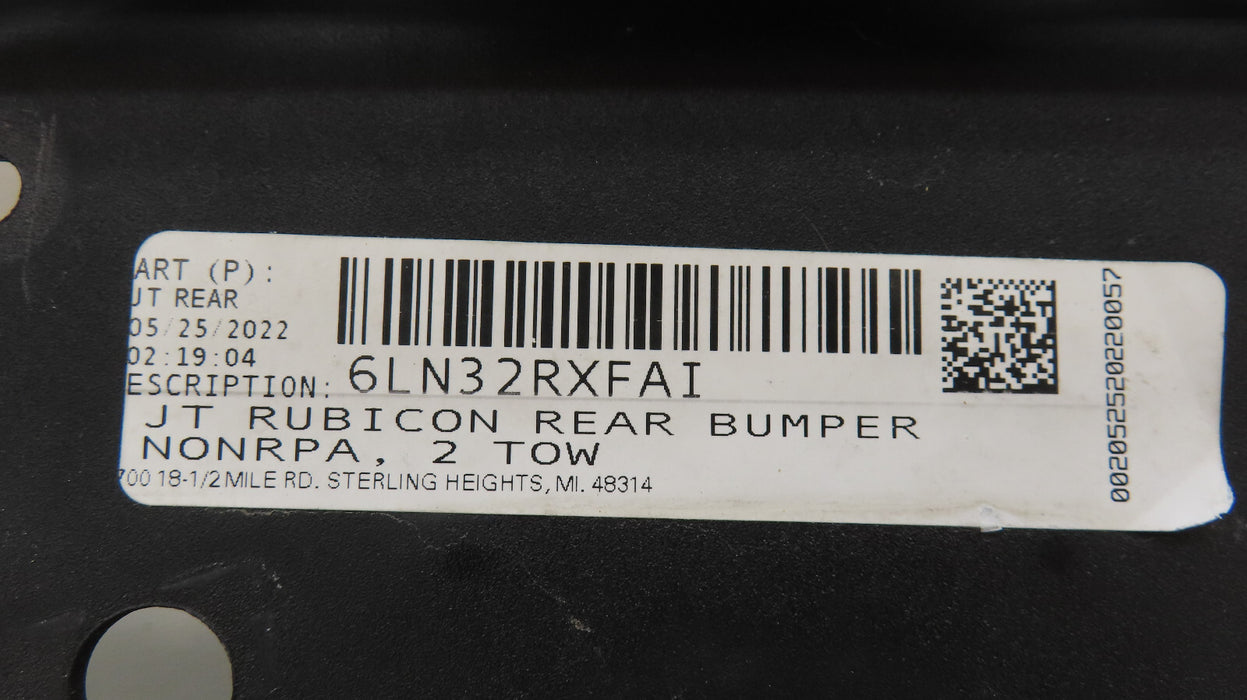 ART (P):
JT REAR
05/25/2022
02:19:04
ESCRIPTION: 6LN32RXFAI
JT RUBICON REAR BUMPER
NONRPA, 2 TOW
700 18-1/2 MILE RD. STERLING HEIGHTS, MI. 48314
002052520220057